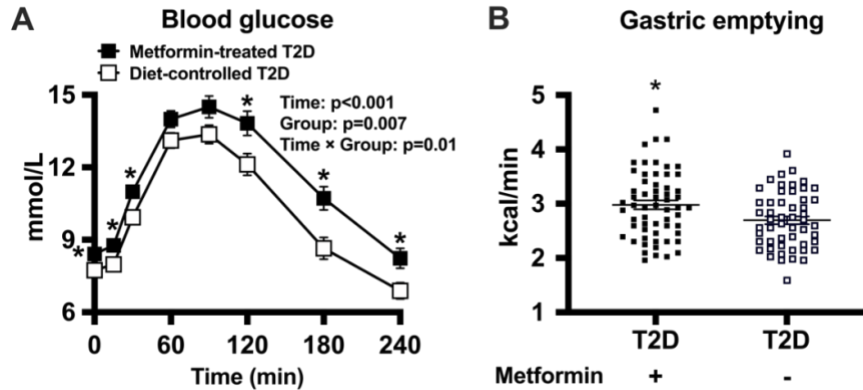 A Blood glucose
Metformin-treated T2D
Diet-controlled T2D
Time: p<0.001
Group: p=0.007
Time × Group: p=0.01
15
12
9
6
mmol/L
* * * * * *
0 60 120 180 240
Time (min)
B Gastric emptying
*
5
4
3
2
1
kcal/min
T2D T2D
Metformin + -